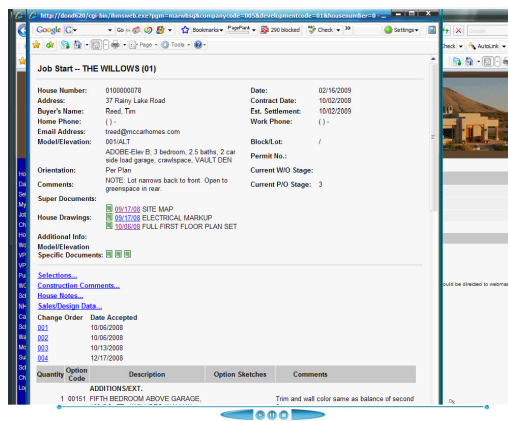 http://dondh20/cgi-bin/ihmsweb.exe?pgm=marwbsq&companycode=005&developmentcode=01&housenumber=0
Google
Go
Bookmarks
PageRank
290 blocked
Check
Settings
Page
Tools
Check
AutoLink
Job Start -- THE WILLOWS (01)
House Number: 0100000078 Date: 02/16/2009
Address: 37 Rainy Lake Road Contract Date: 10/02/2008
Buyer's Name: Reed, Tim Est. Settlement: 10/02/2009
Home Phone: ( ) - Work Phone: ( ) -
Email Address: treed@mccarhomes.com
Model/Elevation: 001/ALT Block/Lot: /
ADOBE-Elev B, 3 bedroom, 2.5 baths, 2 car
side load garage, crawlspace, VAULT DEN
Permit No.:
Orientation: Per Plan Current W/O Stage:
Comments: NOTE: Lot narrows back to front. Open to
greenspace in rear.
Current P/O Stage: 3
Super Documents:
09/17/08 SITE MAP
House Drawings: 09/17/08 ELECTRICAL MARKUP
10/06/08 FULL FIRST FLOOR PLAN SET
Additional Info:
Model/Elevation
Specific Documents:
Selections...
Construction Comments...
House Notes...
Sales/Design Data...
Change Order Date Accepted
001 10/06/2008
002 10/06/2008
003 10/13/2008
004 12/17/2008
Quantity Option Code Description Option Sketches Comments
ADDITIONS/EXT.
1 00151 FIFTH BEDROOM ABOVE GARAGE, Trim and wall color same as balance of second
ould be directed to webmas